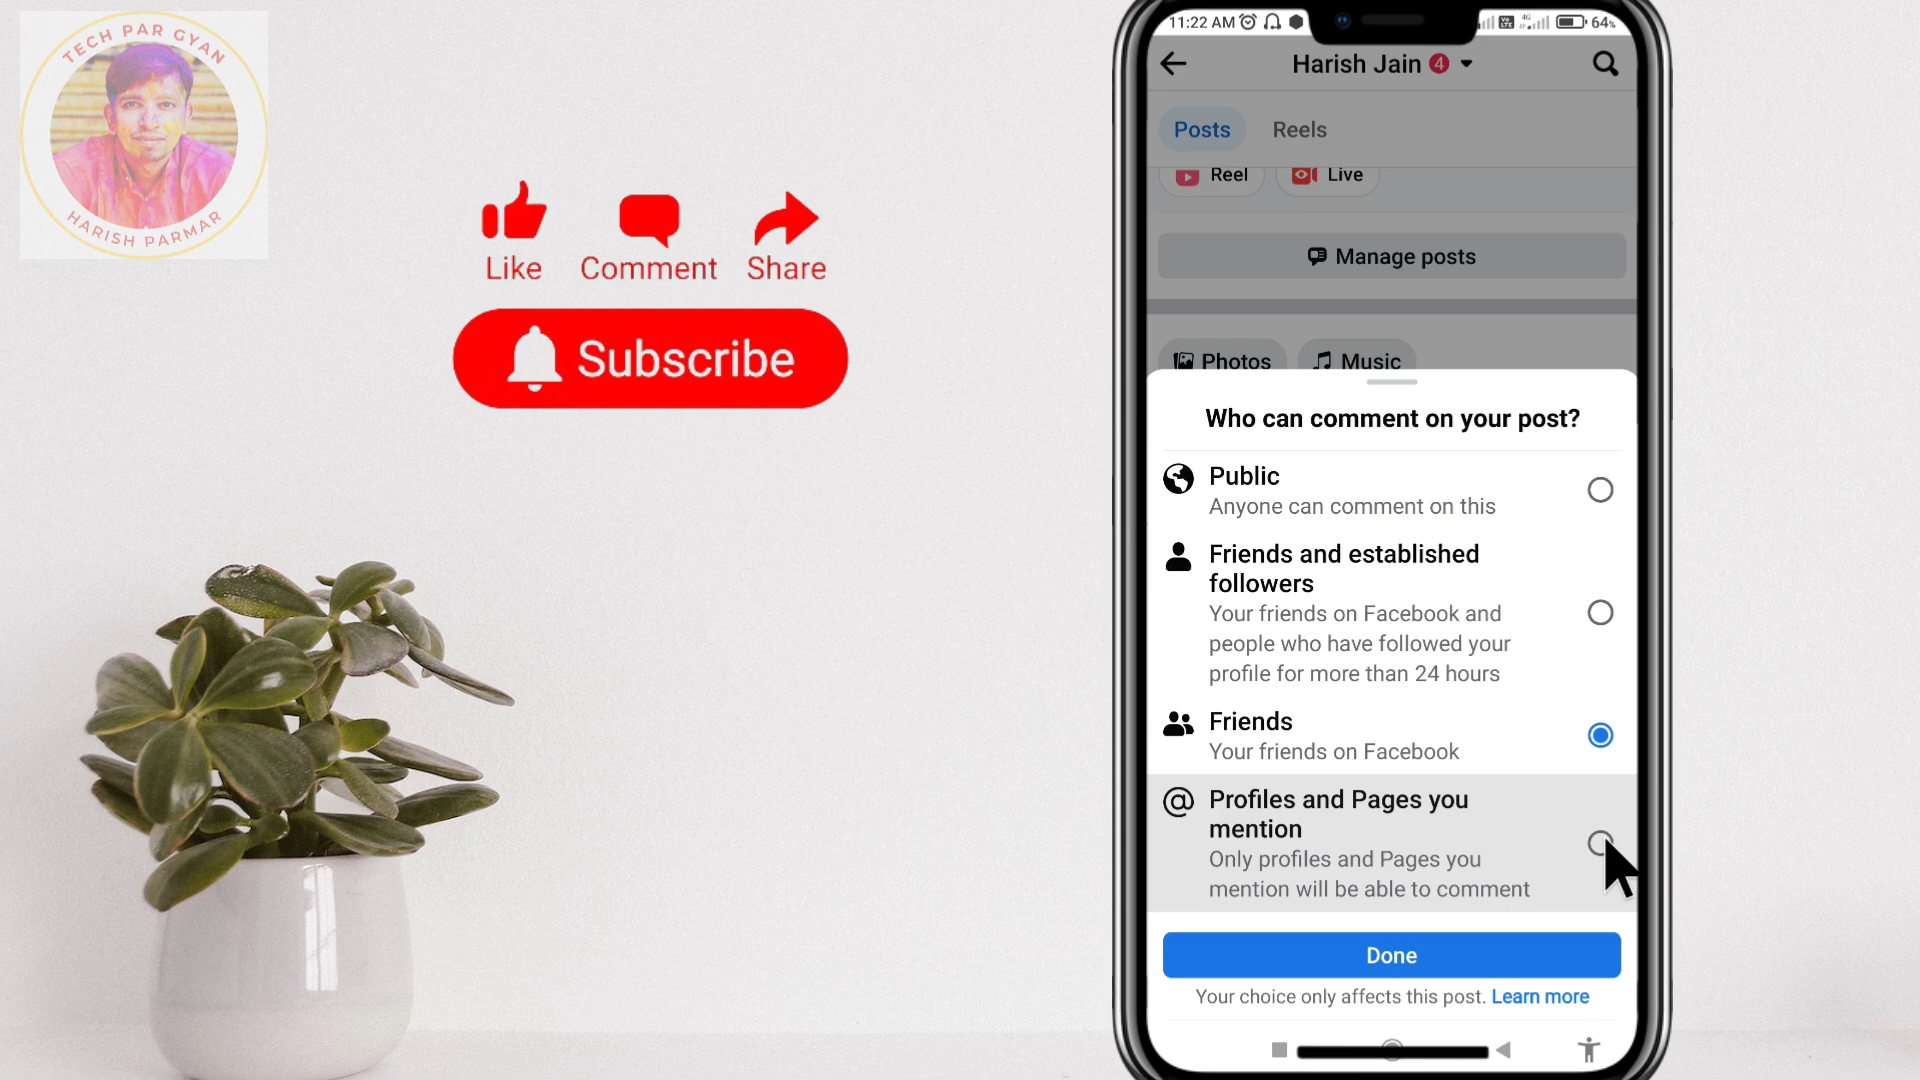 TECH PAR GYAN
HARISH PARMAR
Like
Comment
Share
Subscribe
11:22 AM
64%
Harish Jain 4
Posts
Reels
Reel
Live
Manage posts
Photos
Music
Who can comment on your post?
Public
Anyone can comment on this
Friends and established
followers
Your friends on Facebook and
people who have followed your
profile for more than 24 hours
Friends
Your friends on Facebook
Profiles and Pages you
mention
Only profiles and Pages you
mention will be able to comment
Done
Your choice only affects this post. Learn more